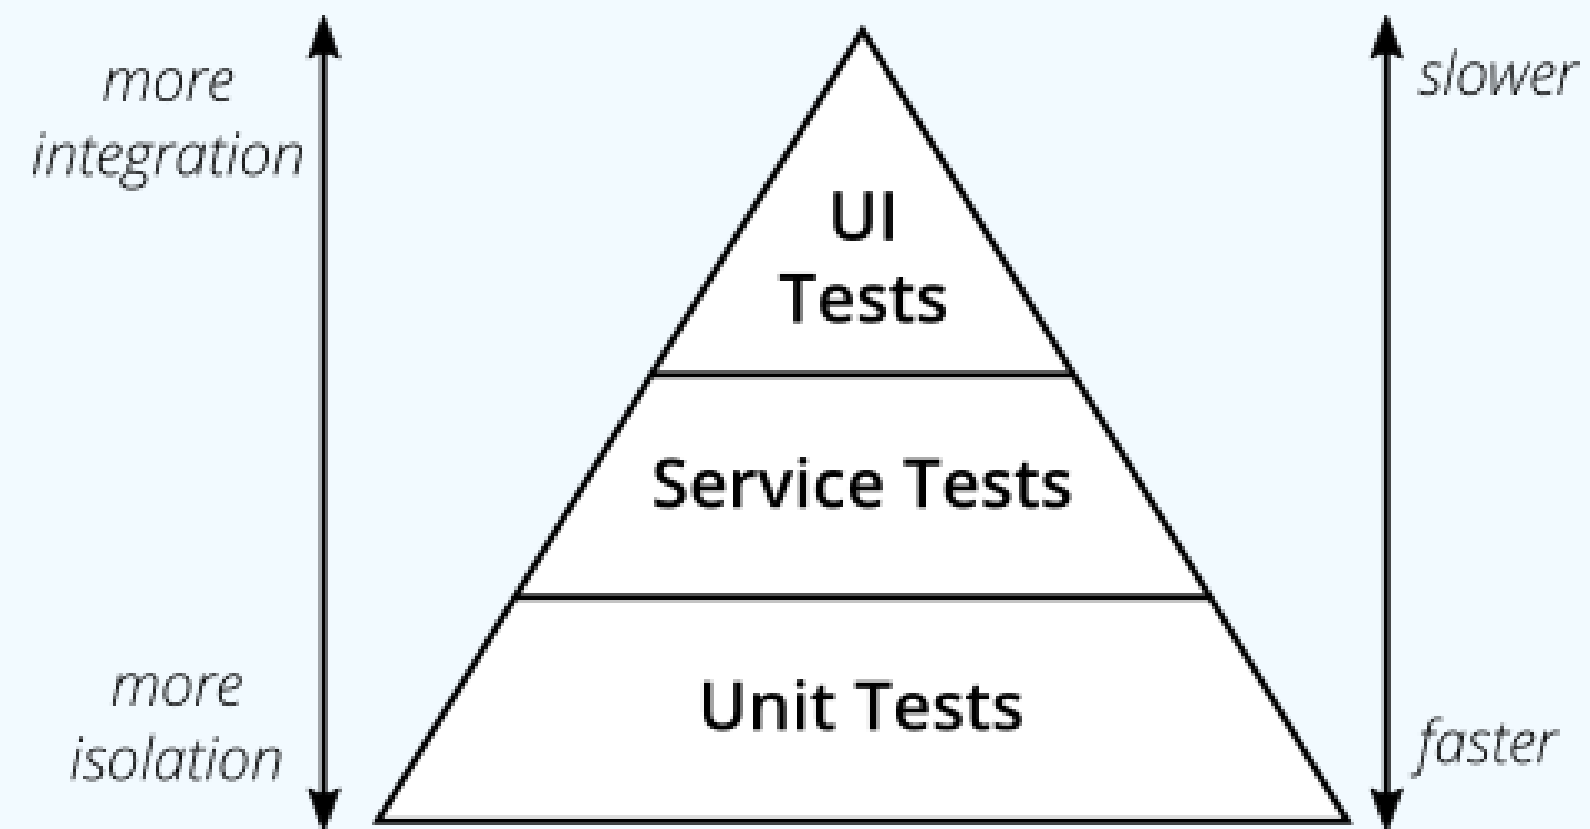 more
integration
slower
UI
Tests
Service Tests
Unit Tests
more
isolation
faster